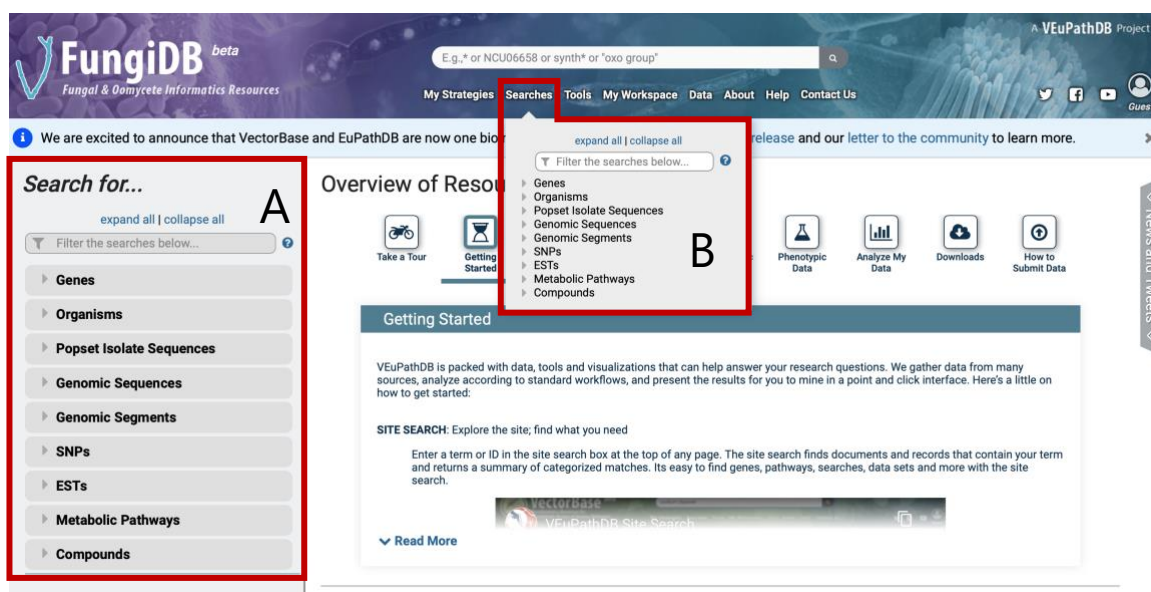 A VEuPathDB Project
FungiDB beta
Fungal & Oomycete Informatics Resources
E.g.,* or NCU06658 or synth* or "oxo group"
My Strategies Searches Tools My Workspace Data About Help Contact Us
Guest
We are excited to announce that VectorBase and EuPathDB are now one bio release and our letter to the community to learn more.
Search for...
A
expand all | collapse all
Filter the searches below...
Genes
Organisms
Popset Isolate Sequences
Genomic Sequences
Genomic Segments
SNPs
ESTs
Metabolic Pathways
Compounds
expand all | collapse all
Filter the searches below...
Genes
Organisms
Popset Isolate Sequences
Genomic Sequences
Genomic Segments
SNPs
ESTs
Metabolic Pathways
Compounds
B
Overview of Resou
Take a Tour
Getting
Started
Phenotypic
Data
Analyze My
Data
Downloads
How to
Submit Data
News and Tweets
Getting Started
VEuPathDB is packed with data, tools and visualizations that can help answer your research questions. We gather data from many
sources, analyze according to standard workflows, and present the results for you to mine in a point and click interface. Here's a little on
how to get started:
SITE SEARCH: Explore the site; find what you need
Enter a term or ID in the site search box at the top of any page. The site search finds documents and records that contain your term
and returns a summary of categorized matches. Its easy to find genes, pathways, searches, data sets and more with the site
search.
VectorBase
VEuPathDB Site Search
Read More